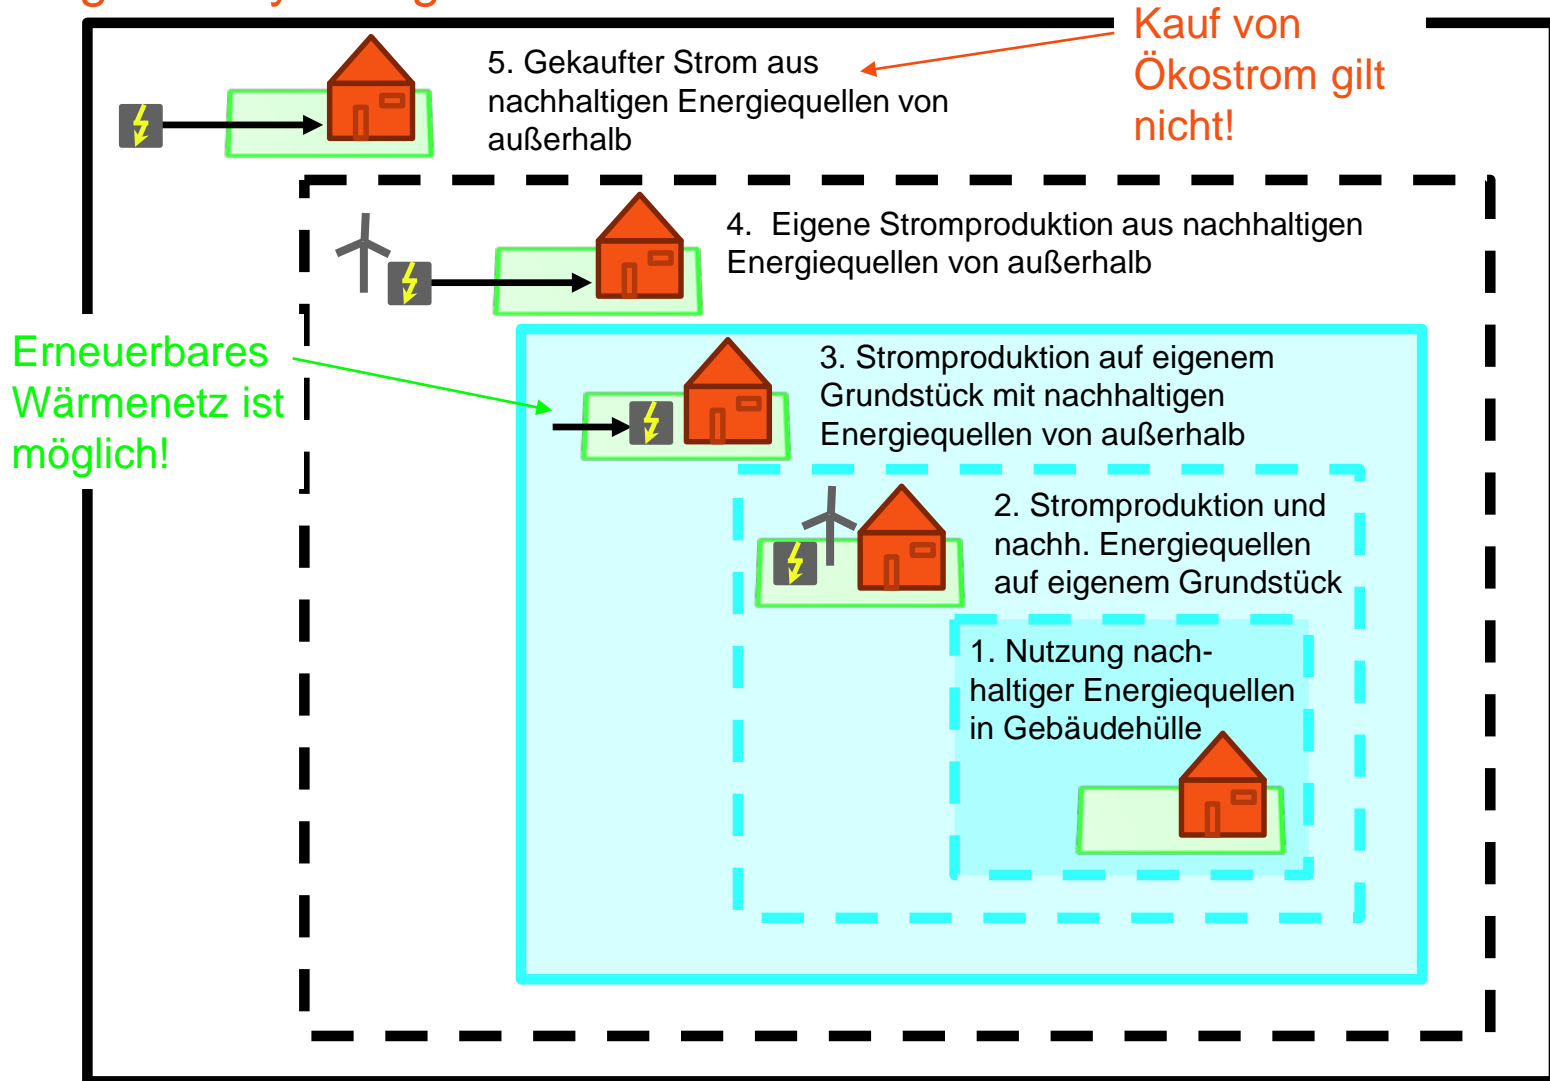 Kauf von
Ökostrom gilt
nicht!
5. Gekaufter Strom aus
nachhaltigen Energiequellen von
außerhalb
4.  Eigene Stromproduktion aus nachhaltigen
Energiequellen von außerhalb
Erneuerbares
Wärmenetz ist
möglich!
3. Stromproduktion auf eigenem
Grundstück mit nachhaltigen
Energiequellen von außerhalb
2. Stromproduktion und
nachh. Energiequellen
auf eigenem Grundstück
1. Nutzung nach-
haltiger Energiequellen
in Gebäudehülle